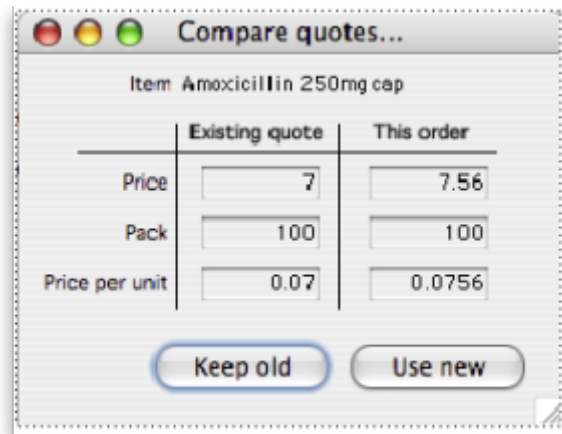 Compare quotes...
Item Amoxicillin 250mg cap
Existing quote This order
Price 7 7.56
Pack 100 100
Price per unit 0.07 0.0756
Keep old Use new